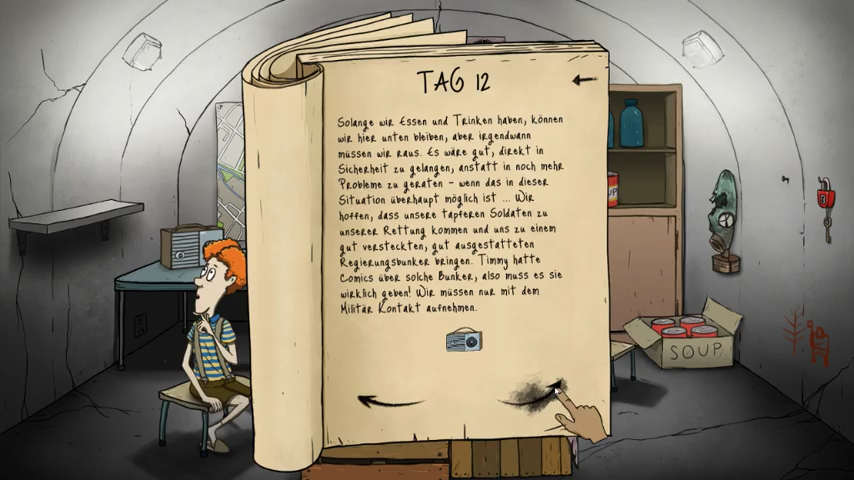 TAG 12
Solange wir Essen und Trinken haben, können
wir hier unten bleiben, aber irgendwann
müssen wir raus. Es wäre gut, direkt in
Sicherheit zu gelangen, anstatt in noch mehr
Probleme zu geraten - wenn das in dieser
Situation überhaupt möglich ist ... Wir
hoffen, dass unsere tapferen Soldaten zu
unserer Rettung kommen und uns zu einem
gut versteckten, gut ausgestatteten
Regierungsbunker bringen. Timmy hatte
Comics über solche Bunker, also muss es sie
wirklich geben! Wir müssen nur mit dem
Militär Kontakt aufnehmen.
UP
SOUP